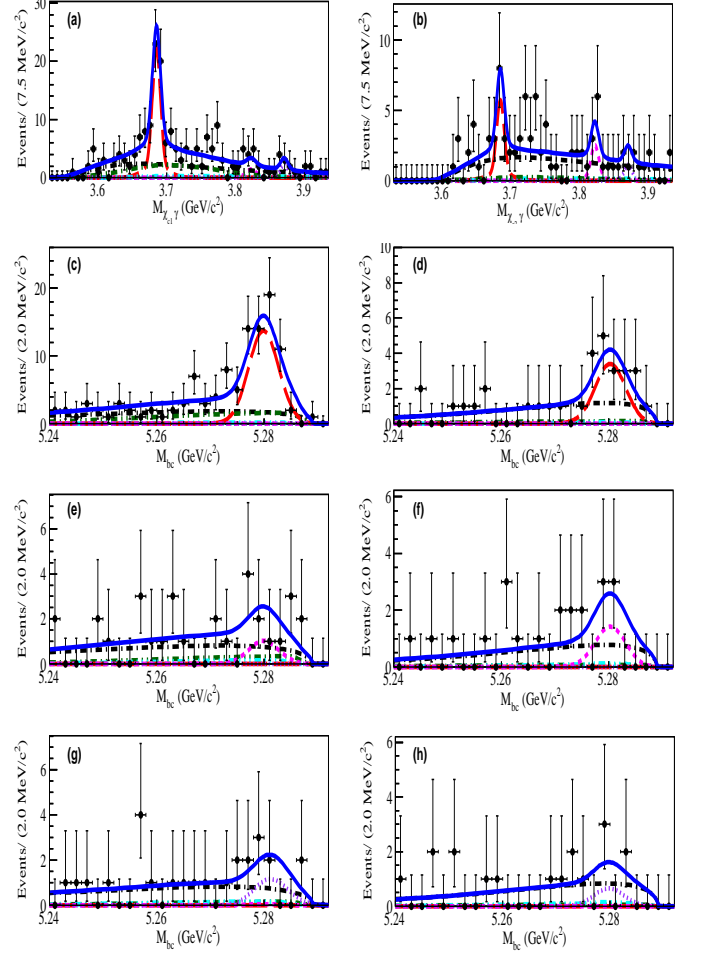 (a)
Events/ (7.5 MeV/c²)
30
20
10
0
3.6
3.7
3.8
3.9
M_χc1 γ (GeV/c²)
(b)
Events/ (7.5 MeV/c²)
10
5
0
3.6
3.7
3.8
3.9
(GeV/c²)
(c)
Events/ (2.0 MeV/c²)
20
10
0
5.24
5.26
5.28
M_bc (GeV/c²)
(d)
Events/ (2.0 MeV/c²)
10
8
6
4
2
0
5.24
5.26
5.28
M_bc (GeV/c²)
(e)
Events/ (2.0 MeV/c²)
6
4
2
0
5.24
5.26
5.28
M_bc (GeV/c²)
(f)
Events/ (2.0 MeV/c²)
6
4
2
0
5.24
5.26
5.28
M_bc (GeV/c²)
(g)
Events/ (2.0 MeV/c²)
6
4
2
0
5.24
5.26
5.28
M_bc (GeV/c²)
(h)
Events/ (2.0 MeV/c²)
6
4
2
0
5.24
5.26
5.28
M_bc (GeV/c²)